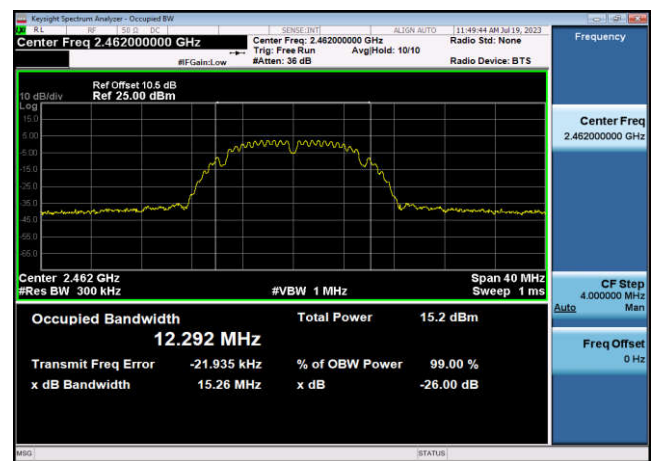 Keysight Spectrum Analyzer - Occupied BW
RL RF 50 Ω DC SENSE:INT ALIGN AUTO 11:49:44 AM Jul 19, 2023
Center Freq 2.462000000 GHz
Center Freq: 2.462000000 GHz
Radio Std: None
Trig: Free Run Avg|Hold: 10/10
#IFGain:Low
#Atten: 36 dB
Radio Device: BTS
Frequency
Ref Offset 10.5 dB
10 dB/div Ref 25.00 dBm
Log
15.0
5.00
-5.00
-15.0
-25.0
-35.0
-45.0
-55.0
-65.0
Center Freq
2.462000000 GHz
Center 2.462 GHz
Span 40 MHz
#Res BW 300 kHz
#VBW 1 MHz
Sweep 1 ms
CF Step
4.000000 MHz
Auto Man
Occupied Bandwidth
Total Power 15.2 dBm
12.292 MHz
Transmit Freq Error -21.935 kHz
% of OBW Power 99.00 %
x dB Bandwidth 15.26 MHz
x dB -26.00 dB
Freq Offset
0 Hz
MSG
STATUS